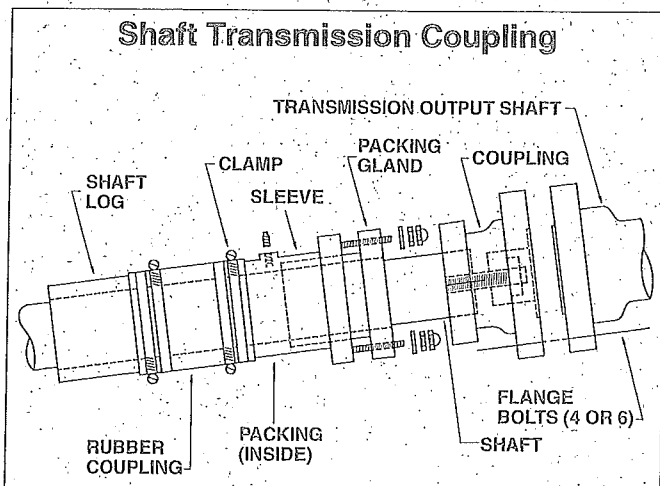 Shaft Transmission Coupling
TRANSMISSION OUTPUT SHAFT
PACKING
GLAND
COUPLING
CLAMP
SLEEVE
SHAFT
LOG
FLANGE
BOLTS (4 OR 6)
SHAFT
PACKING
(INSIDE)
RUBBER
COUPLING